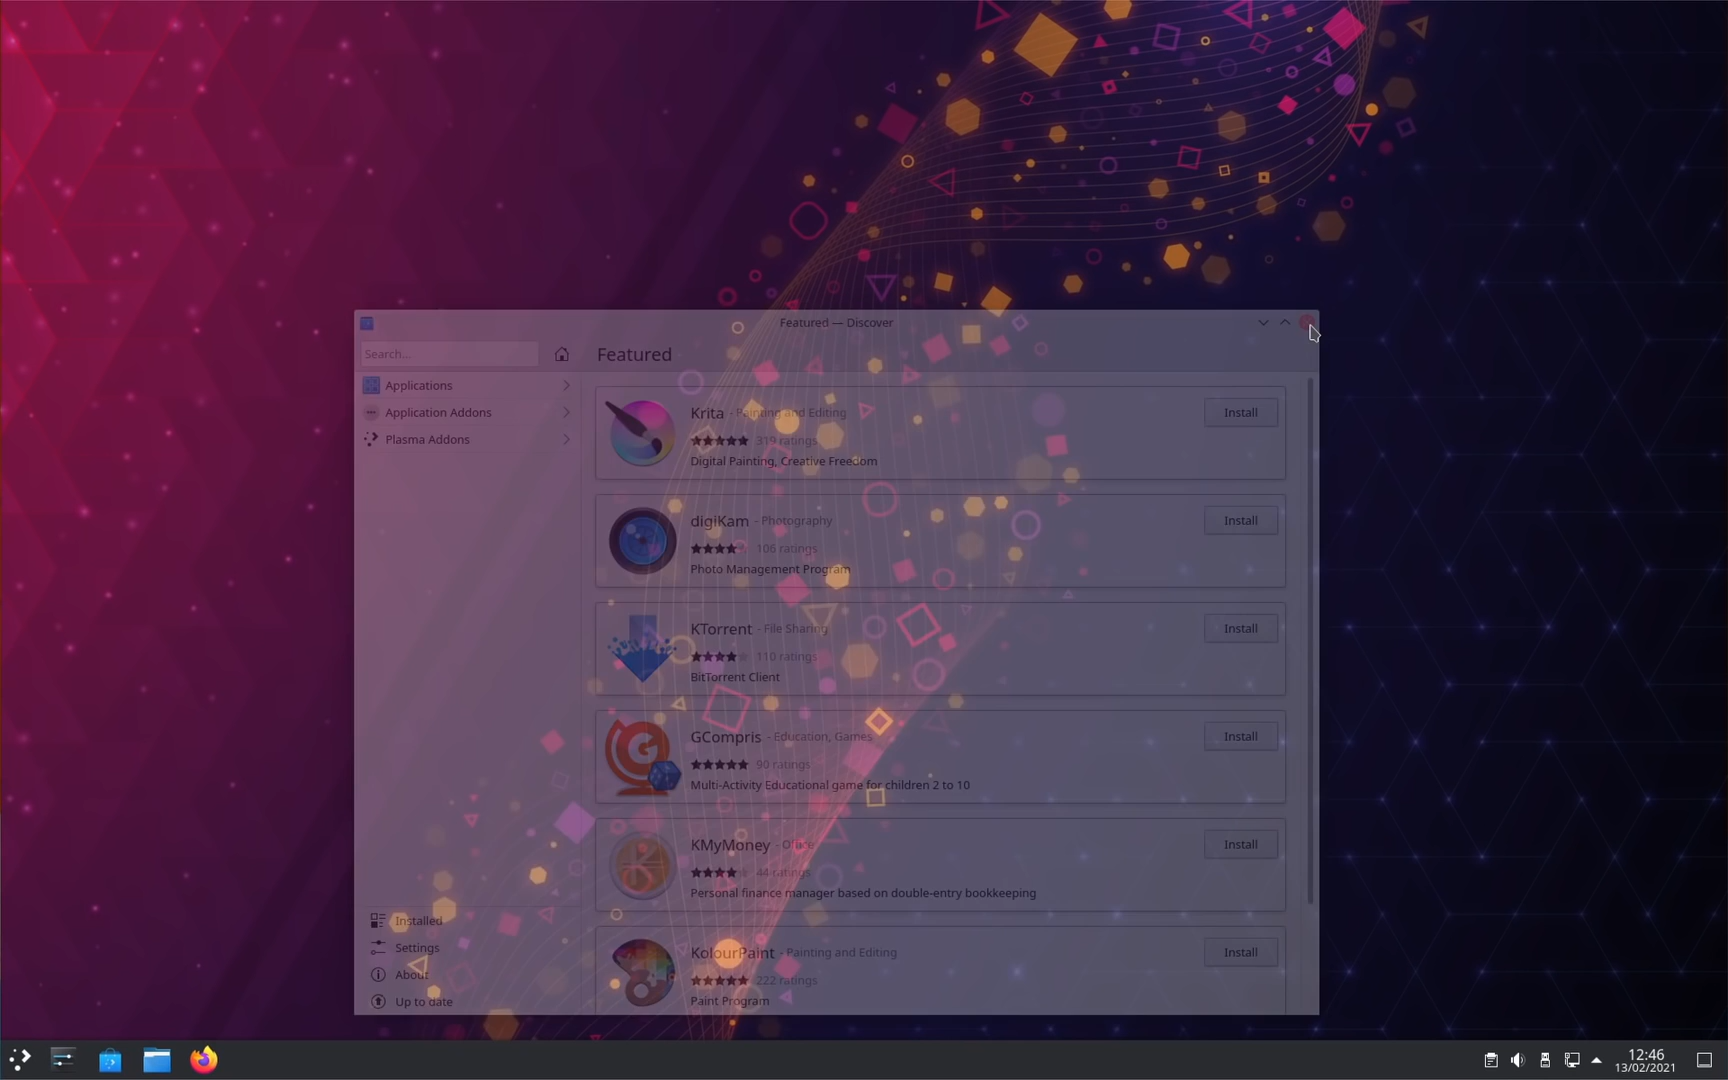 Featured — Discover
Search...
Featured
Applications
Application Addons
Plasma Addons
Krita - Painting and Editing
319 ratings
Digital Painting, Creative Freedom
Install
digiKam - Photography
106 ratings
Photo Management Program
Install
KTorrent - File Sharing
110 ratings
BitTorrent Client
Install
GCompris - Education, Games
90 ratings
Multi-Activity Educational game for children 2 to 10
Install
KMyMoney - Office
44 ratings
Personal finance manager based on double-entry bookkeeping
Install
KolourPaint - Painting and Editing
222 ratings
Paint Program
Install
Installed
Settings
About
Up to date
12:46
13/02/2021